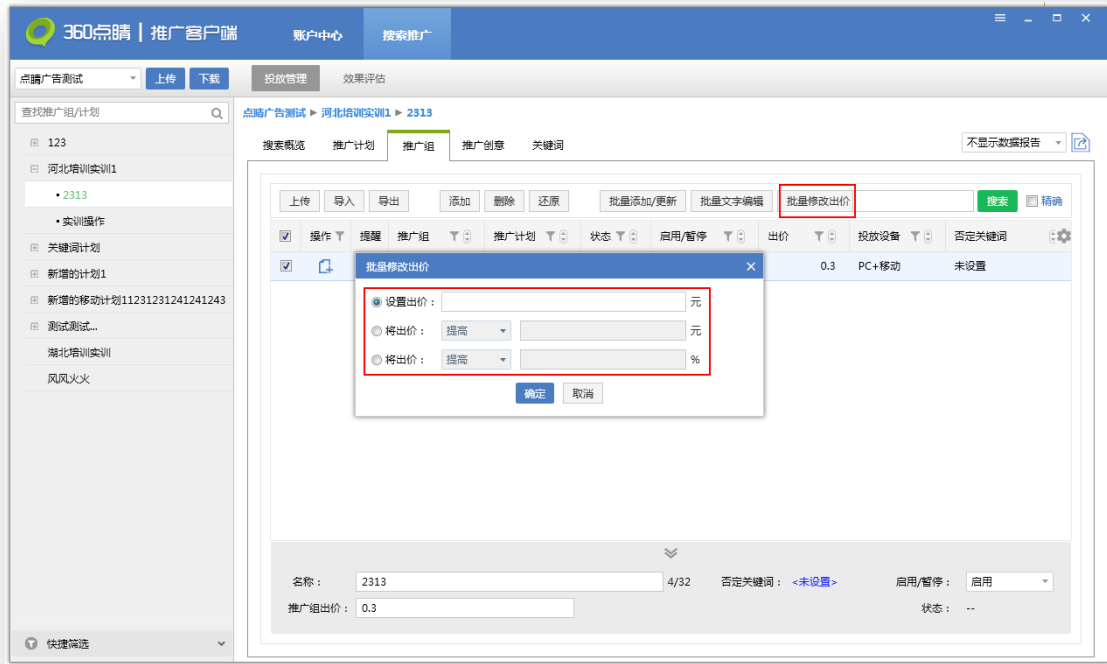 360点睛 | 推广客户端 账户中心 搜索推广
点睛广告测试 上传 下载 投放管理 效果评估
查找推广组/计划
123
河北培训实训1
• 2313
• 实训操作
关键词计划
新增的计划1
新增的移动计划11231231241241243
测试测试...
湖北培训实训
风风火火
快捷筛选
点睛广告测试 ▶ 河北培训实训1 ▶ 2313
搜索概览 推广计划 推广组 推广创意 关键词 不显示数据报告
上传 导入 导出 添加 删除 还原 批量添加/更新 批量文字编辑 批量修改出价 搜索 精确
操作 提醒 推广组 推广计划 状态 启用/暂停 出价 投放设备 否定关键词
0.3 PC+移动 未设置
批量修改出价
设置出价： 元
将出价： 提高 元
将出价： 提高 %
确定 取消
名称： 2313 4/32 否定关键词： <未设置> 启用/暂停： 启用
推广组出价： 0.3 状态： --